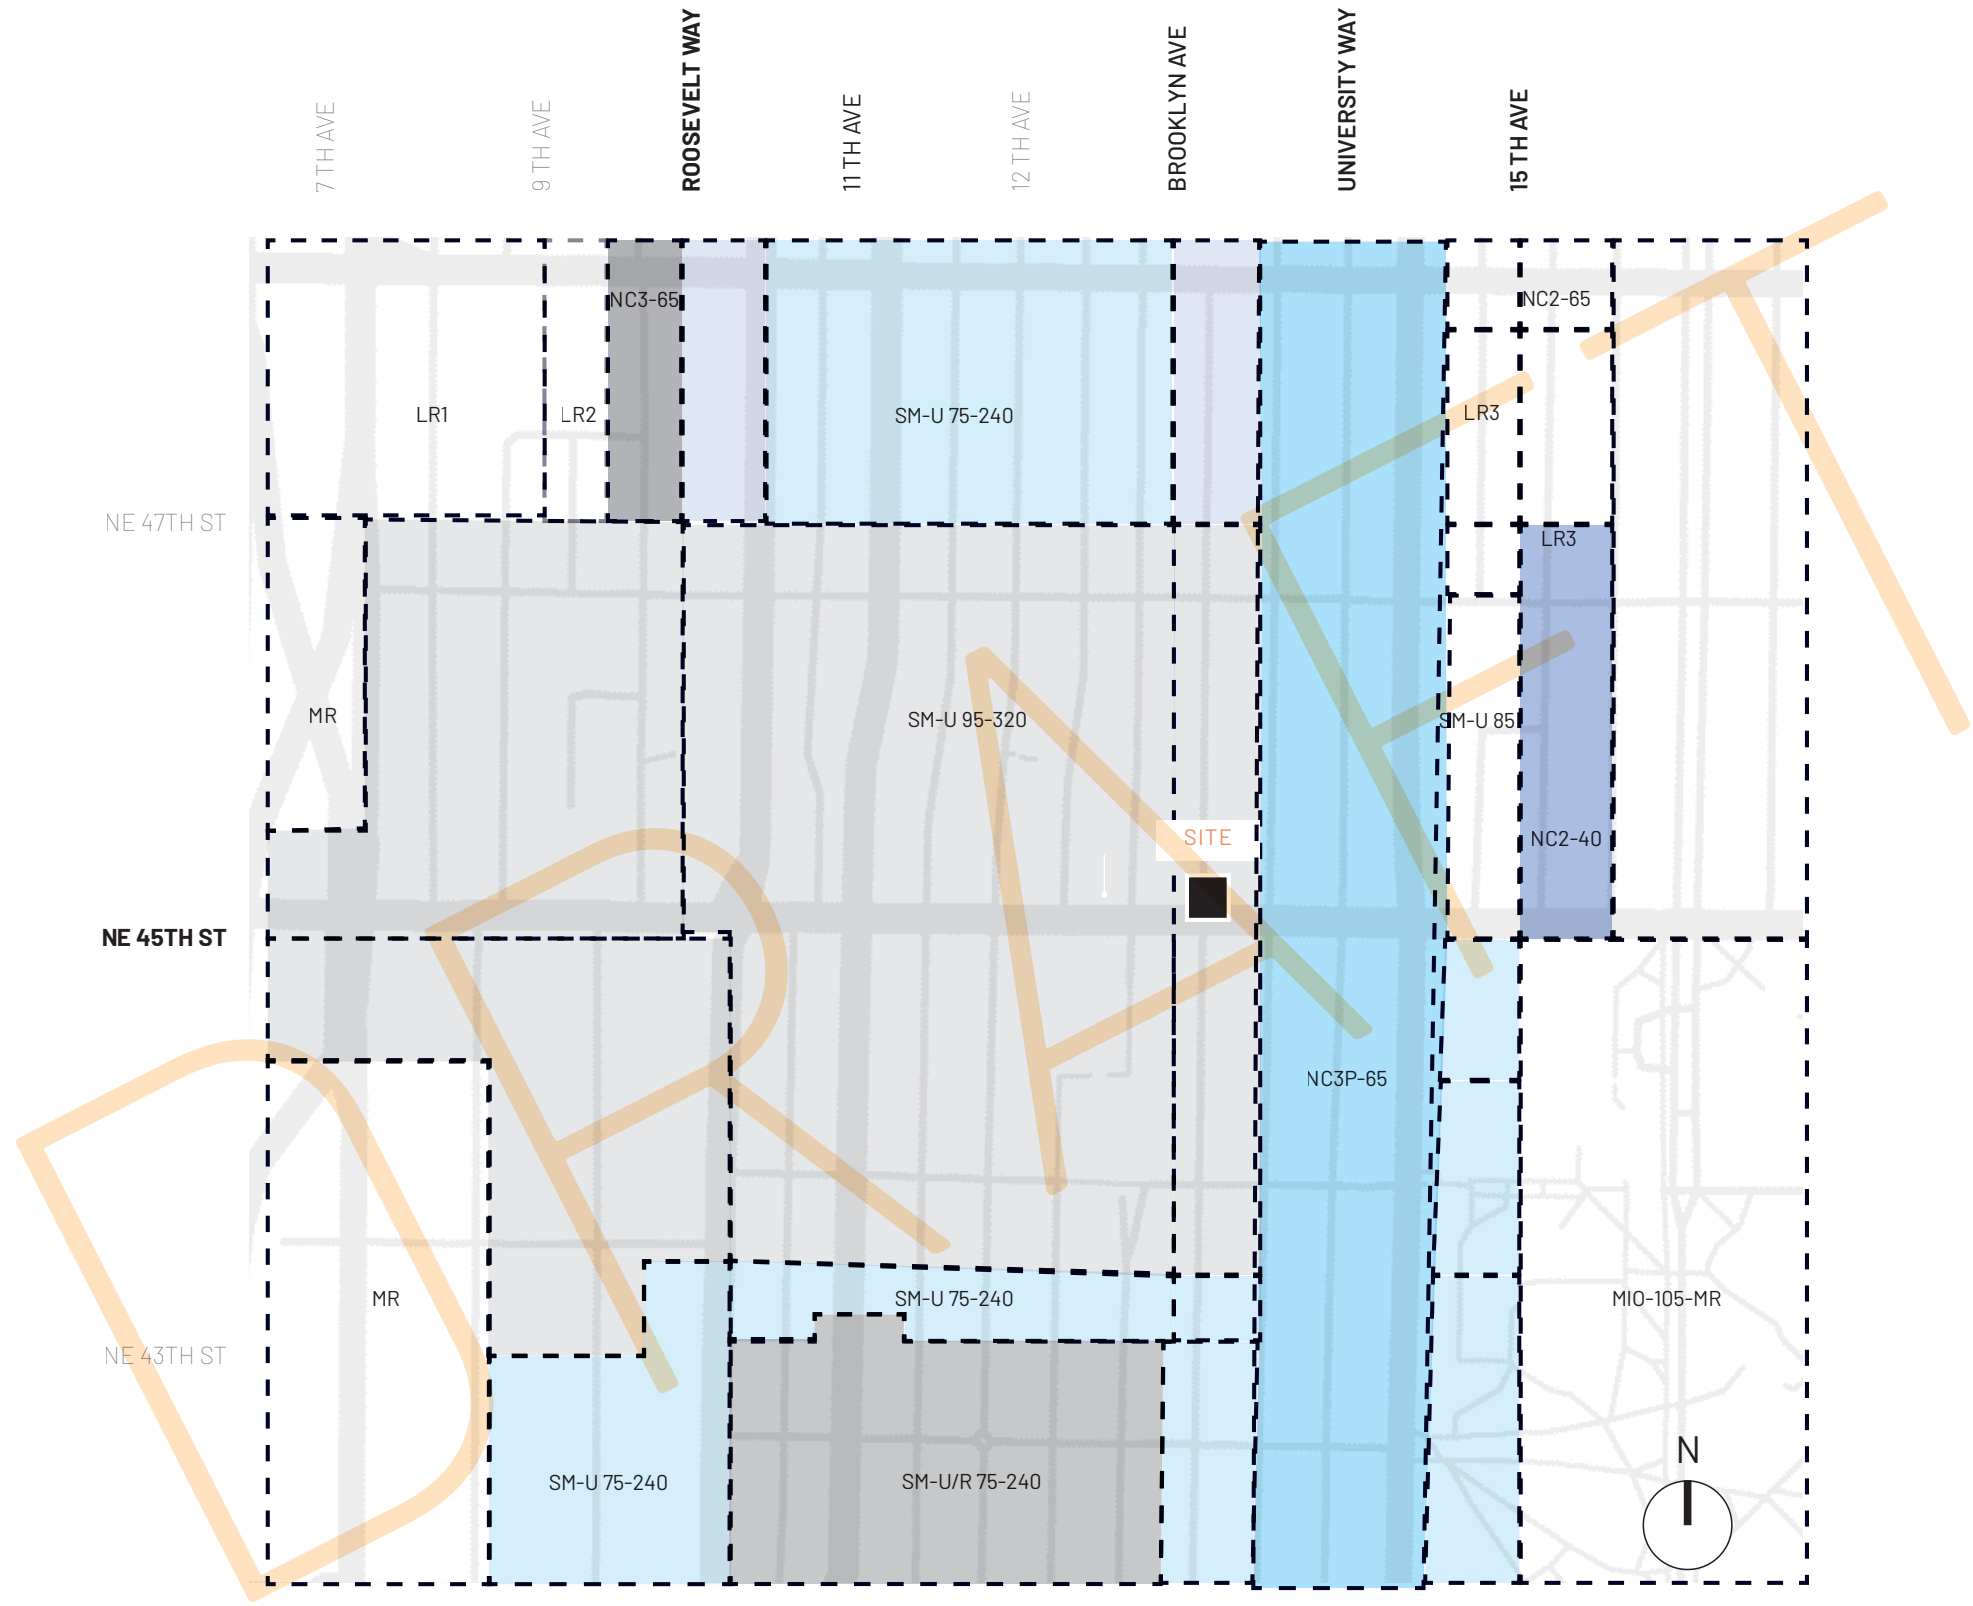 7TH AVE
9TH AVE
ROOSEVELT WAY
11TH AVE
12TH AVE
BROOKLYN AVE
UNIVERSITY WAY
15TH AVE
NC3-65
NC2-65
LR1
LR2
SM-U 75-240
LR3
NE 47TH ST
LR3
MR
SM-U 95-320
SM-U 85
SITE
NC2-40
NE 45TH ST
NC3P-65
MR
SM-U 75-240
MIO-105-MR
NE 43TH ST
SM-U 75-240
SM-U/R 75-240
N
DRAFT